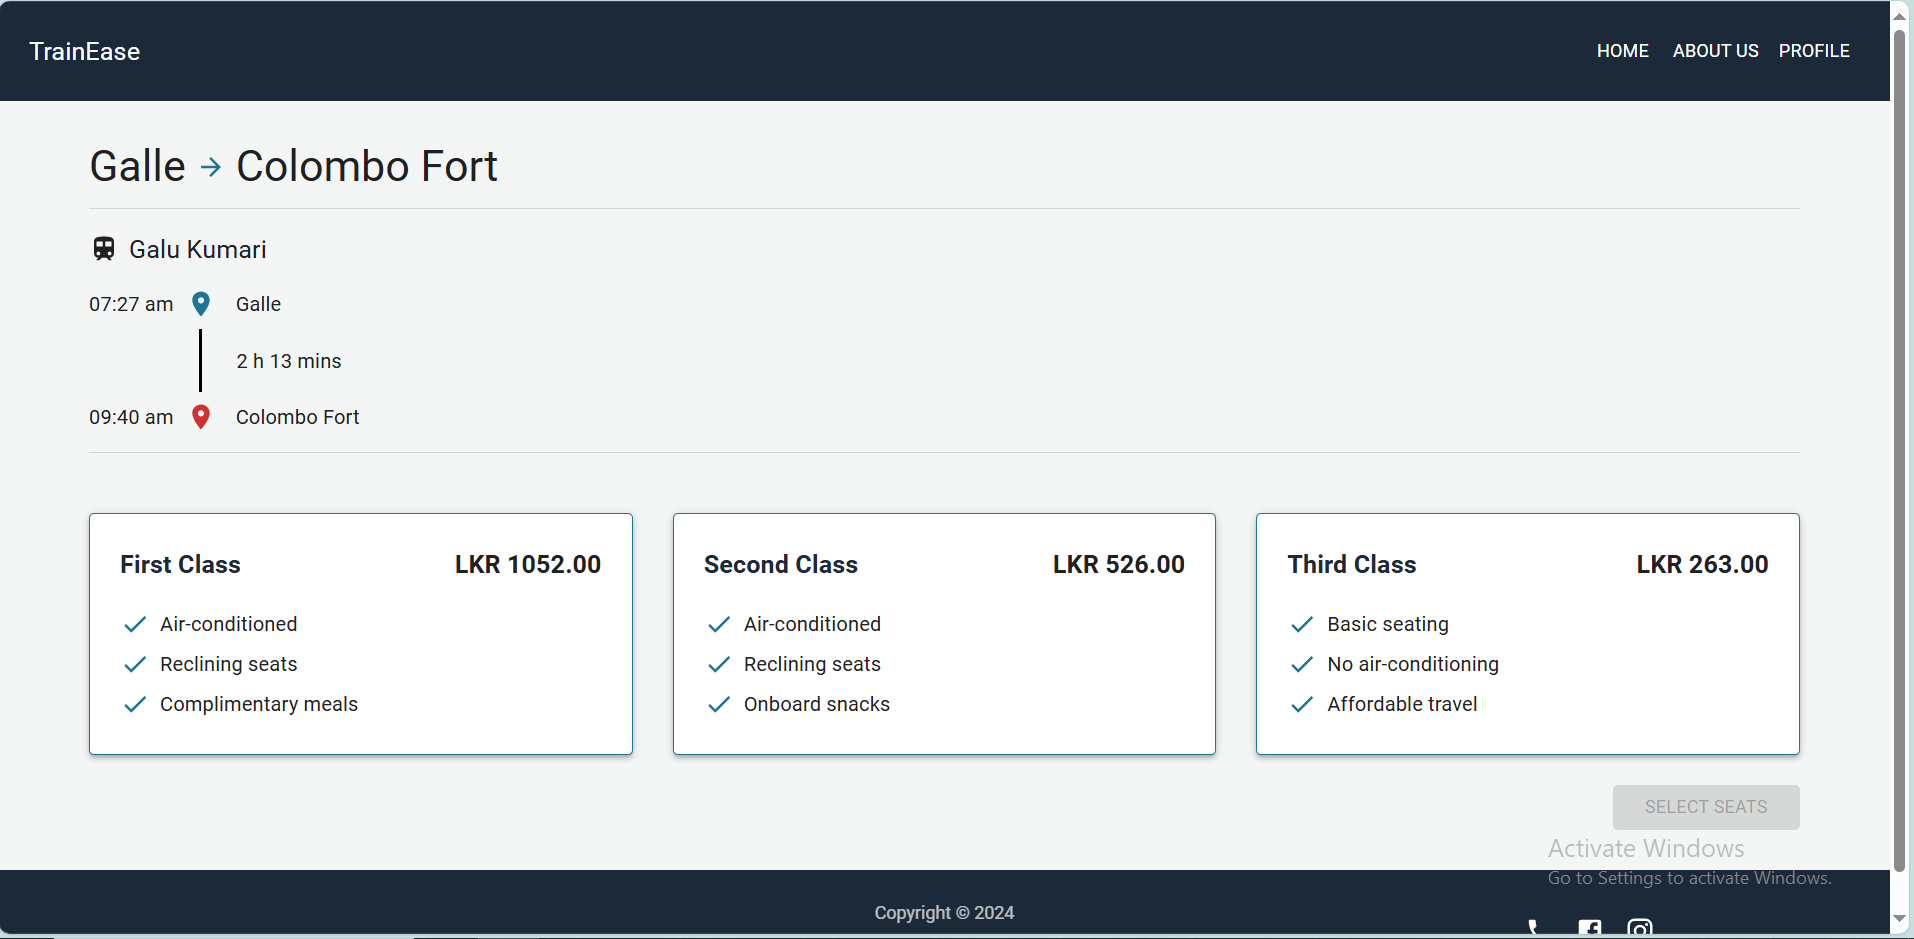 TrainEase
HOME ABOUT US PROFILE
Galle → Colombo Fort
Galu Kumari
07:27 am Galle
2 h 13 mins
09:40 am Colombo Fort
First Class LKR 1052.00
Air-conditioned
Reclining seats
Complimentary meals
Second Class LKR 526.00
Air-conditioned
Reclining seats
Onboard snacks
Third Class LKR 263.00
Basic seating
No air-conditioning
Affordable travel
SELECT SEATS
Activate Windows
Go to Settings to activate Windows.
Copyright © 2024